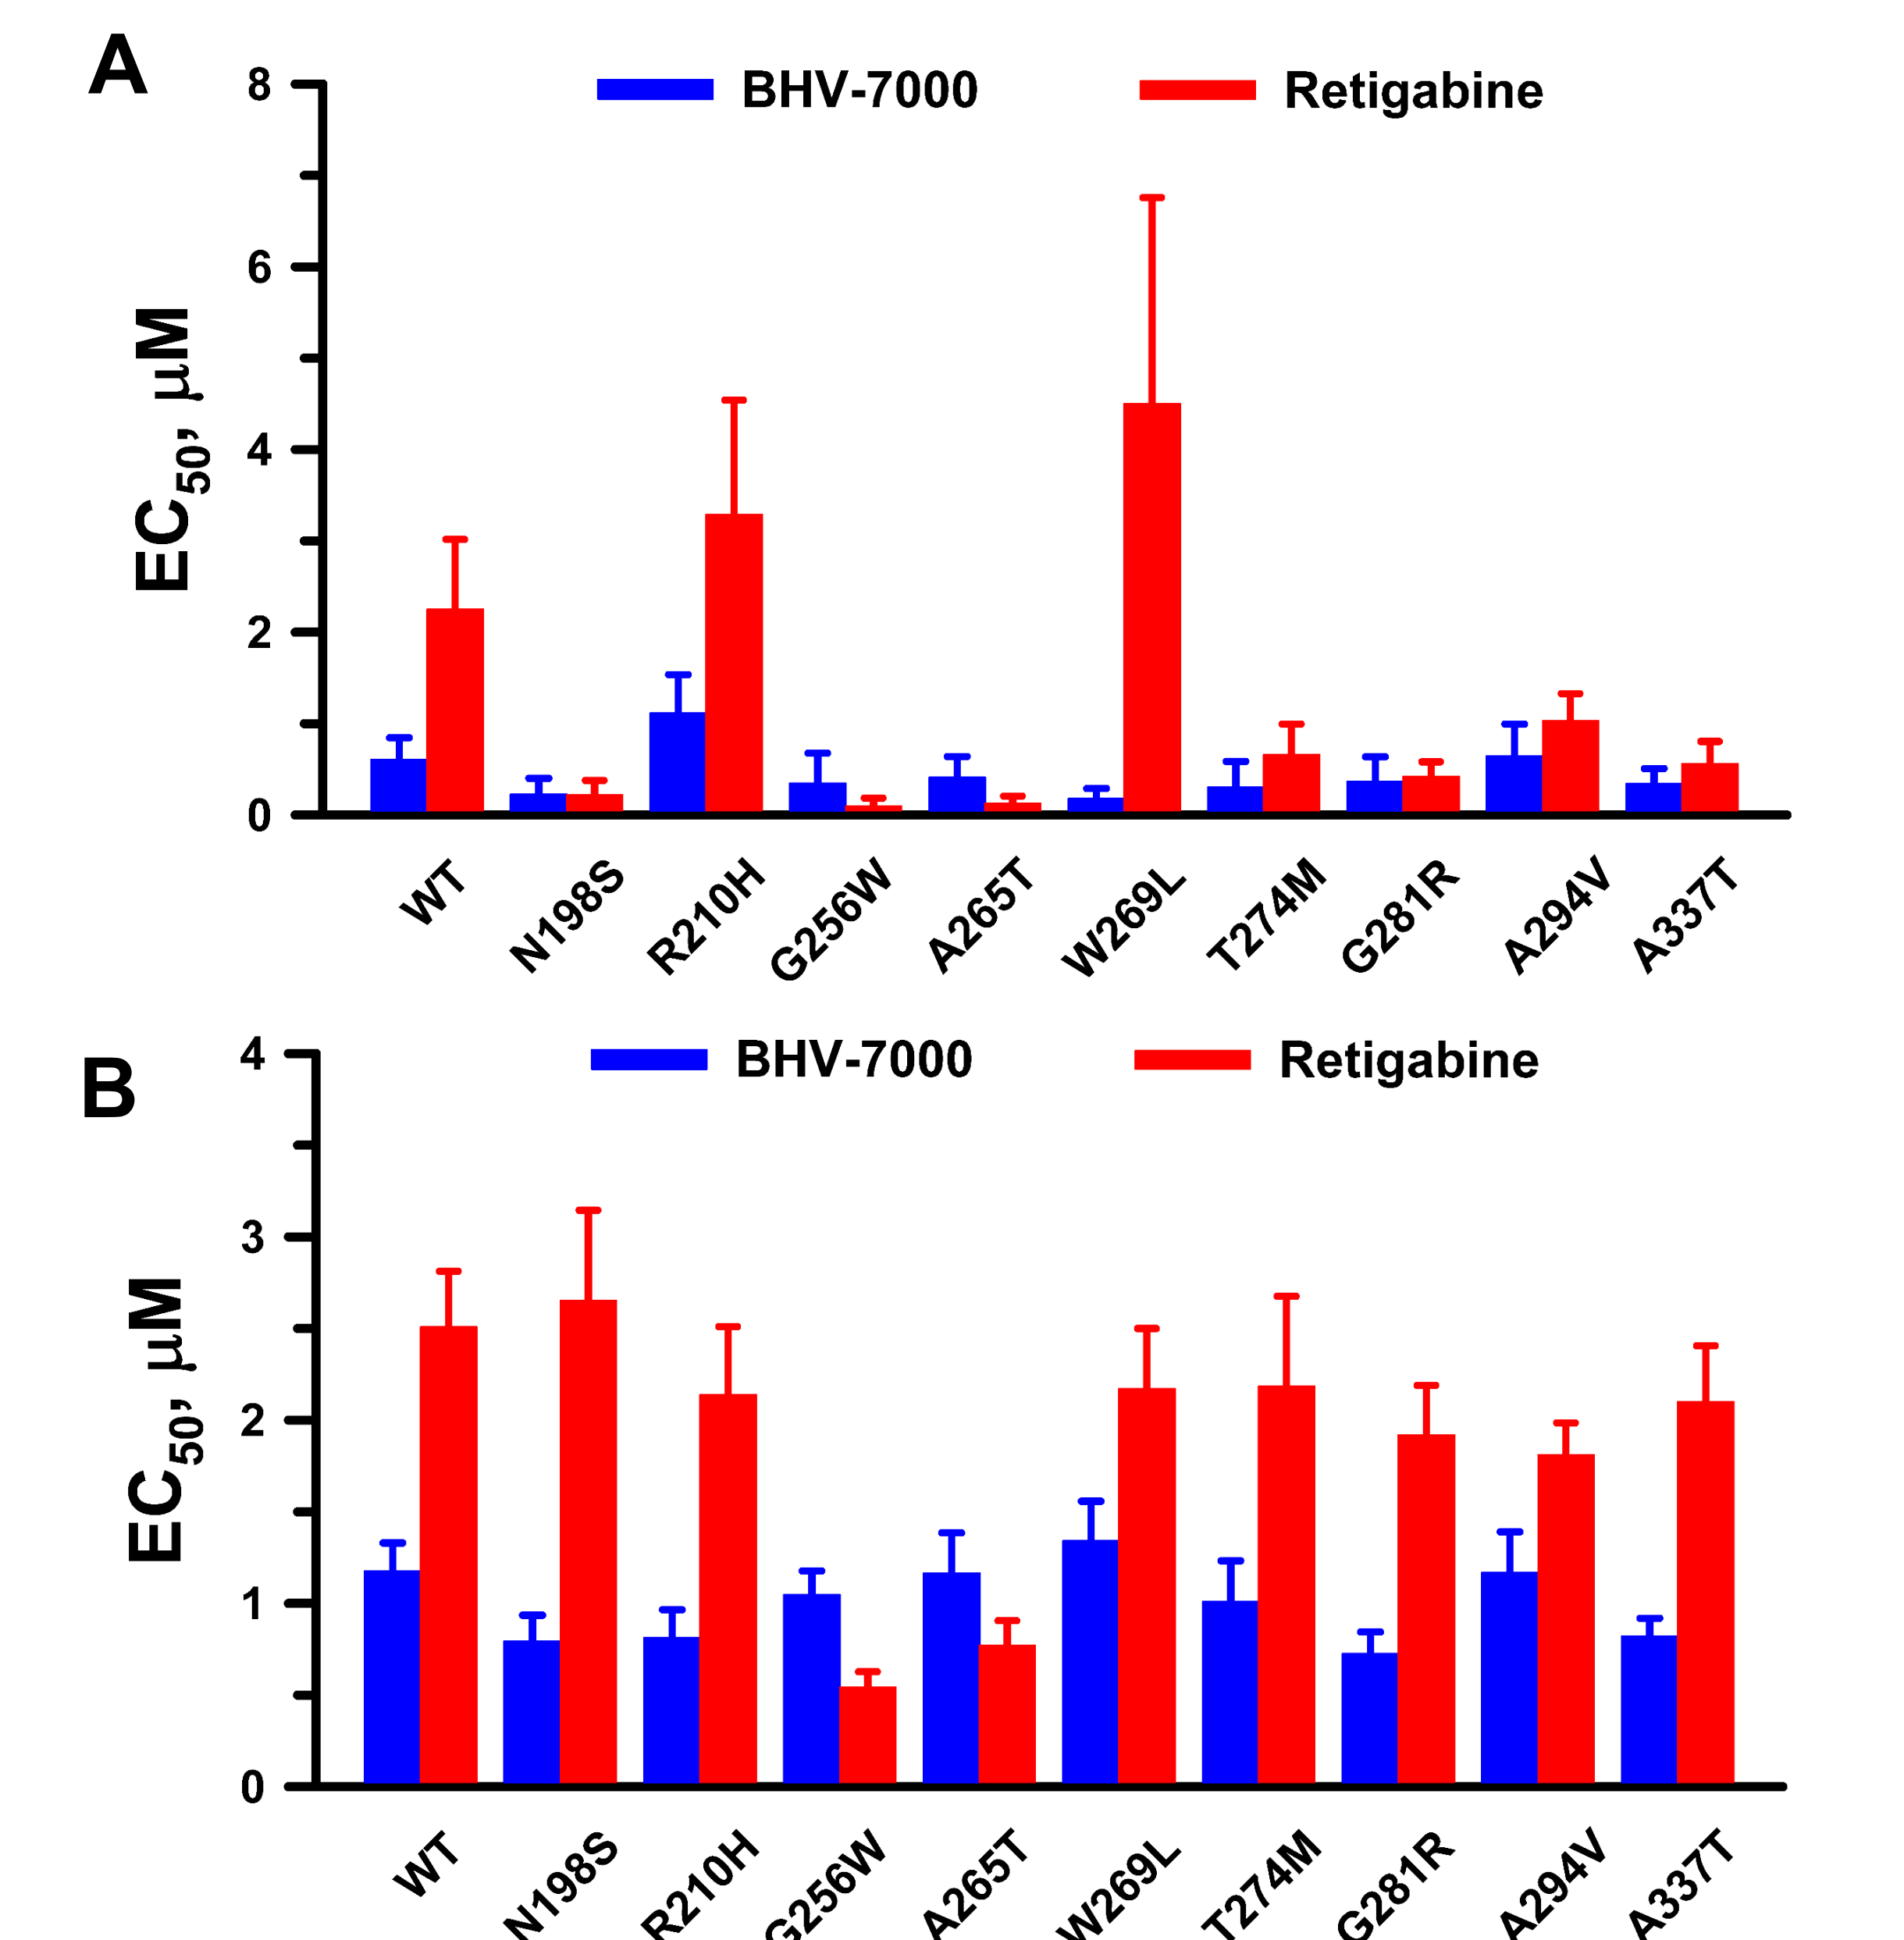 A
BHV-7000 Retigabine
8
6
4
2
0
EC50, μM
WT N198S R210H G256W A265T W269L T274M G281R A294V A337T
B
BHV-7000 Retigabine
4
3
2
1
0
EC50, μM
WT N198S R210H G256W A265T W269L T274M G281R A294V A337T